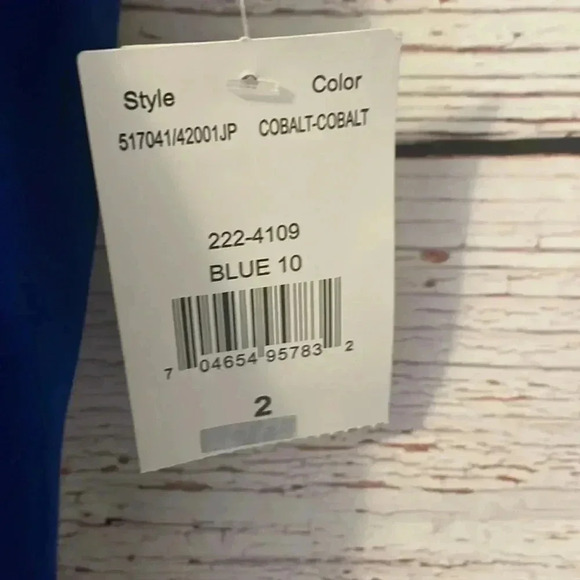 Style Color
517041/42001JP COBALT-COBALT
222-4109
BLUE 10
7 04654 95783 2
2